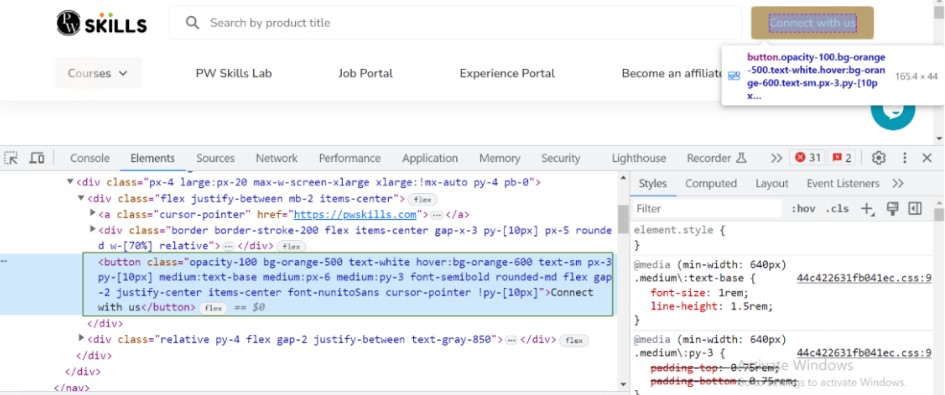 PW SKILLS
Search by product title
Connect with us
Courses
PW Skills Lab
Job Portal
Experience Portal
Become an affiliate
button.opacity-100.bg-orange
-500.text-white.hover:bg-oran
ge-600.text-sm.px-3.py-[10p
x…
165.4 × 44
Console Elements Sources Network Performance Application Memory Security Lighthouse Recorder 31 2
<div class="px-4 large:px-20 max-w-screen-xlarge xlarge:!mx-auto py-4 pb-0">
<div class="flex justify-between mb-2 items-center"> flex
<a class="cursor-pointer" href="https://pwskills.com"> … </a>
<div class="border border-stroke-200 flex items-center gap-x-3 py-[10px] px-5 rounde
d w-[70%] relative"> … </div> flex
<button class="opacity-100 bg-orange-500 text-white hover:bg-orange-600 text-sm px-3
py-[10px] medium:text-base medium:px-6 medium:py-3 font-semibold rounded-md flex gap
-2 justify-center items-center font-nunitoSans cursor-pointer !py-[10px]">Connect
with us</button> flex == $0
</div>
<div class="relative py-4 flex gap-2 justify-between text-gray-850"> … </div> flex
</div>
</nav>
Styles Computed Layout Event Listeners
Filter :hov .cls
element.style {
}
@media (min-width: 640px)
.medium\:text-base { 44c422631fb041ec.css:9
font-size: 1rem;
line-height: 1.5rem;
}
@media (min-width: 640px)
.medium\:py-3 { 44c422631fb041ec.css:9
padding-top: 0.75rem;
padding-bottom: 0.75rem;
Activate Windows
Go to Settings to activate Windows.